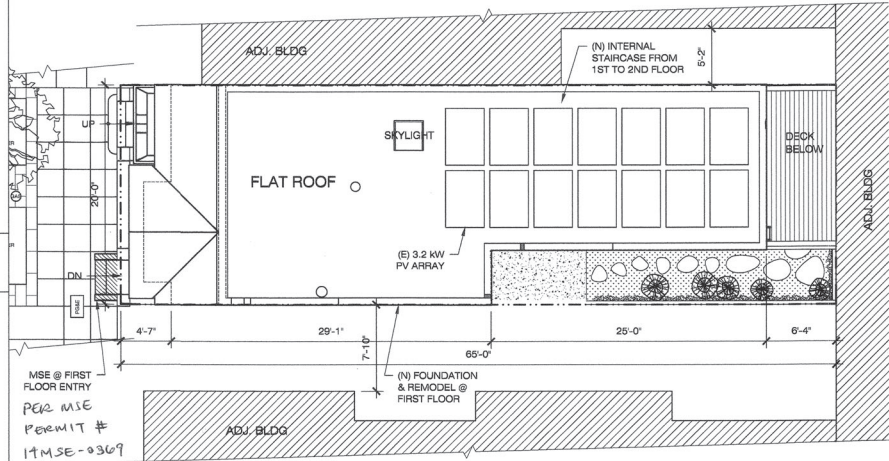 ADJ. BLDG
(N) INTERNAL
STAIRCASE FROM
1ST TO 2ND FLOOR
5'-2"
UP
SKYLIGHT
DECK
BELOW
FLAT ROOF
20'-0"
ADJ. BLDG
(E) 3.2 kW
PV ARRAY
DN
PG&E
4'-7"
29'-1"
25'-0"
6'-4"
65'-0"
7'-10"
MSE @ FIRST
FLOOR ENTRY
(N) FOUNDATION
& REMODEL @
FIRST FLOOR
PER MSE
PERMIT #
14MSE-0369
ADJ. BLDG